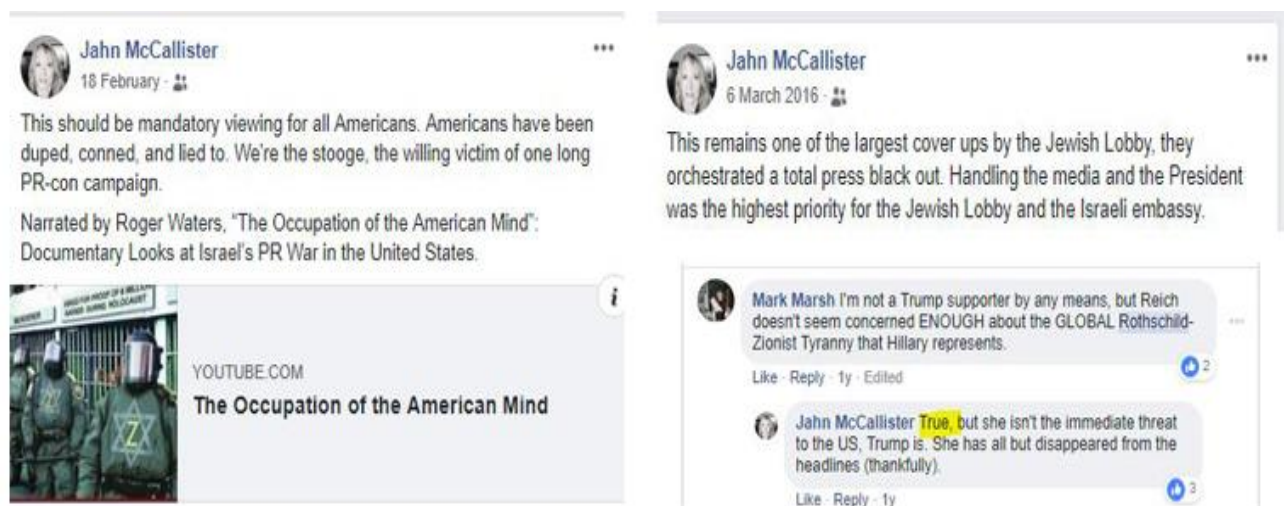 Jahn McCallister
18 February
This should be mandatory viewing for all Americans. Americans have been
duped, conned, and lied to. We're the stooge, the willing victim of one long
PR-con campaign.
Narrated by Roger Waters, "The Occupation of the American Mind":
Documentary Looks at Israel's PR War in the United States.
i
YOUTUBE.COM
The Occupation of the American Mind
Z
Jahn McCallister
6 March 2016
This remains one of the largest cover ups by the Jewish Lobby, they
orchestrated a total press black out. Handling the media and the President
was the highest priority for the Jewish Lobby and the Israeli embassy.
Mark Marsh I'm not a Trump supporter by any means, but Reich
doesn't seem concerned ENOUGH about the GLOBAL Rothschild-
Zionist Tyranny that Hillary represents.
Like · Reply · 1y · Edited
2
Jahn McCallister True, but she isn't the immediate threat
to the US, Trump is. She has all but disappeared from the
headlines (thankfully).
Like · Reply · 1y
3